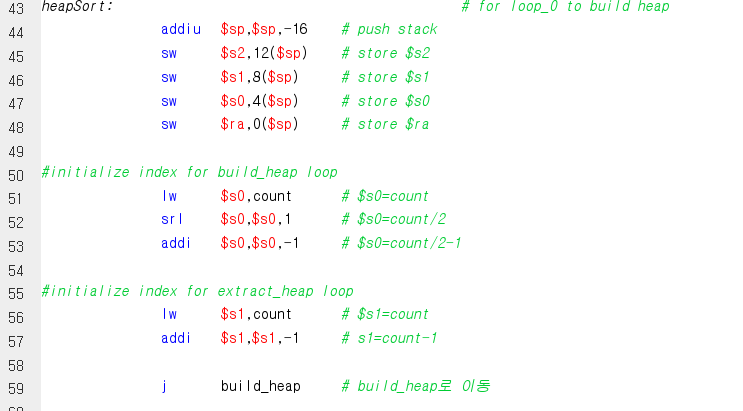 43 heapSort: # for loop_0 to build heap
44 addiu $sp,$sp,-16 # push stack
45 sw $s2,12($sp) # store $s2
46 sw $s1,8($sp) # store $s1
47 sw $s0,4($sp) # store $s0
48 sw $ra,0($sp) # store $ra
49
50 #initialize index for build_heap loop
51 lw $s0,count # $s0=count
52 srl $s0,$s0,1 # $s0=count/2
53 addi $s0,$s0,-1 # $s0=count/2-1
54
55 #initialize index for extract_heap loop
56 lw $s1,count # $s1=count
57 addi $s1,$s1,-1 # s1=count-1
58
59 j build_heap # build_heap로 이동